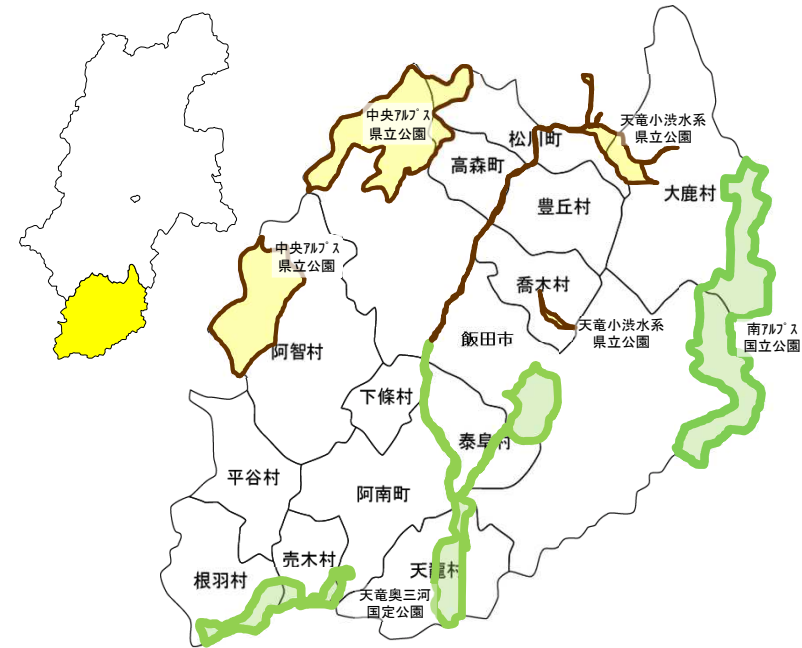 中央ｱﾙﾌﾟｽ
県立公園
天竜小渋水系
県立公園
松川町
高森町
大鹿村
豊丘村
中央ｱﾙﾌﾟｽ
県立公園
喬木村
天竜小渋水系
県立公園
飯田市
南ｱﾙﾌﾟｽ
国立公園
阿智村
下條村
泰阜村
平谷村
阿南町
売木村
天龍村
根羽村
天竜奥三河
国定公園